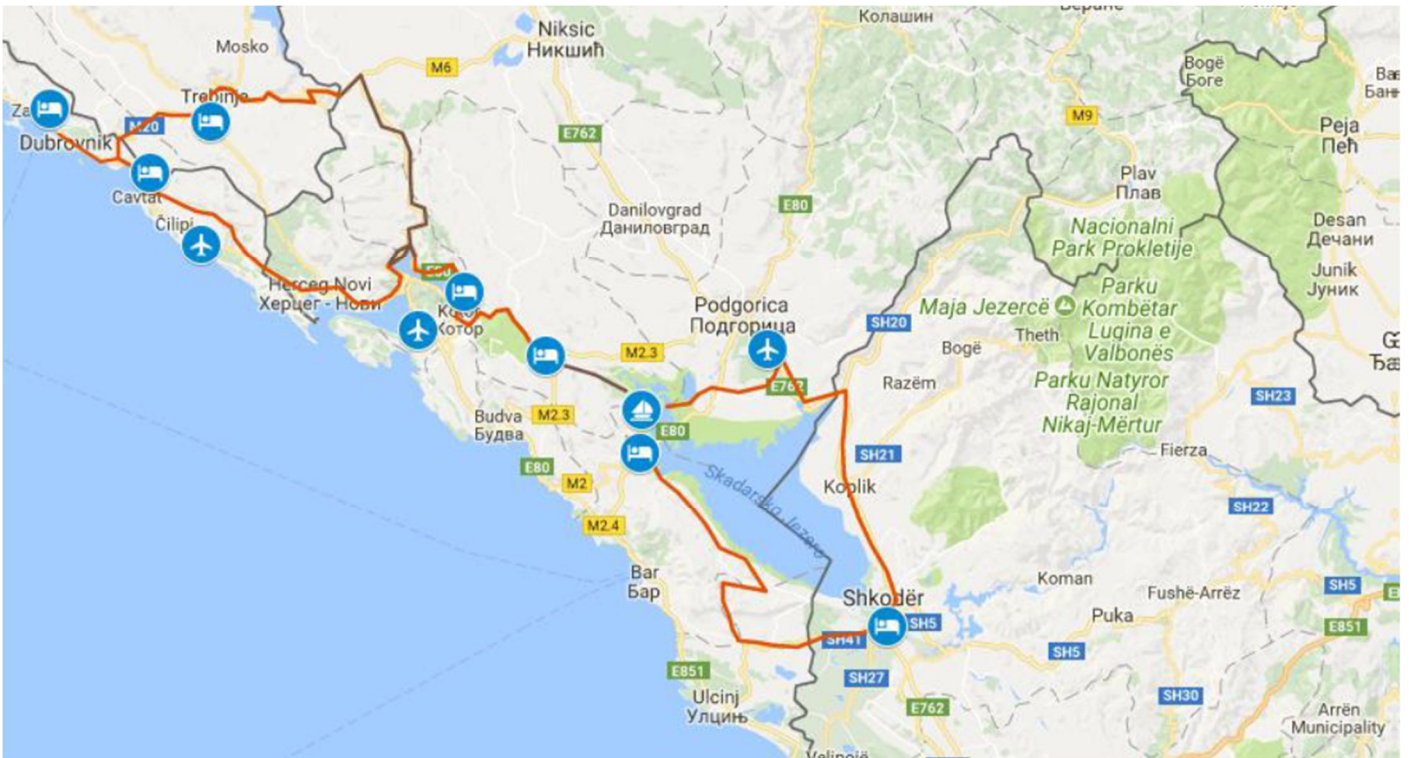 Колашин
Niksic
Никшић
Mosko
M6
Bogë
Боге
Trebinje
M9
M20
Dubrovnik
E762
Peja
Пећ
Plav
Плав
Cavtat
E80
Danilovgrad
Даниловград
Čilipi
Nacionalni
Park Prokletije
Desan
Дечани
Junik
Јуник
E80
Herceg Novi
Херцег - Нови
Kotor
Котор
Podgorica
Подгорица
Maja Jezercë
Parku
Kombëtar
Lugina e
Valbonës
SH20
Theth
Bogë
M2.3
E762
Razëm
Parku Natyror
Rajonal
Nikaj-Mërtur
SH23
Budva
Будва
M2.3
E80
SH21
Fierza
E80
M2
Skadarsko Jezero
Koplik
SH22
M2.4
Bar
Бар
Koman
Fushë-Arrëz
SH5
Shkodër
Puka
SH5
E851
SH41
SH5
E851
SH27
SH30
Ulcinj
Улцињ
E762
Arrën
Municipality